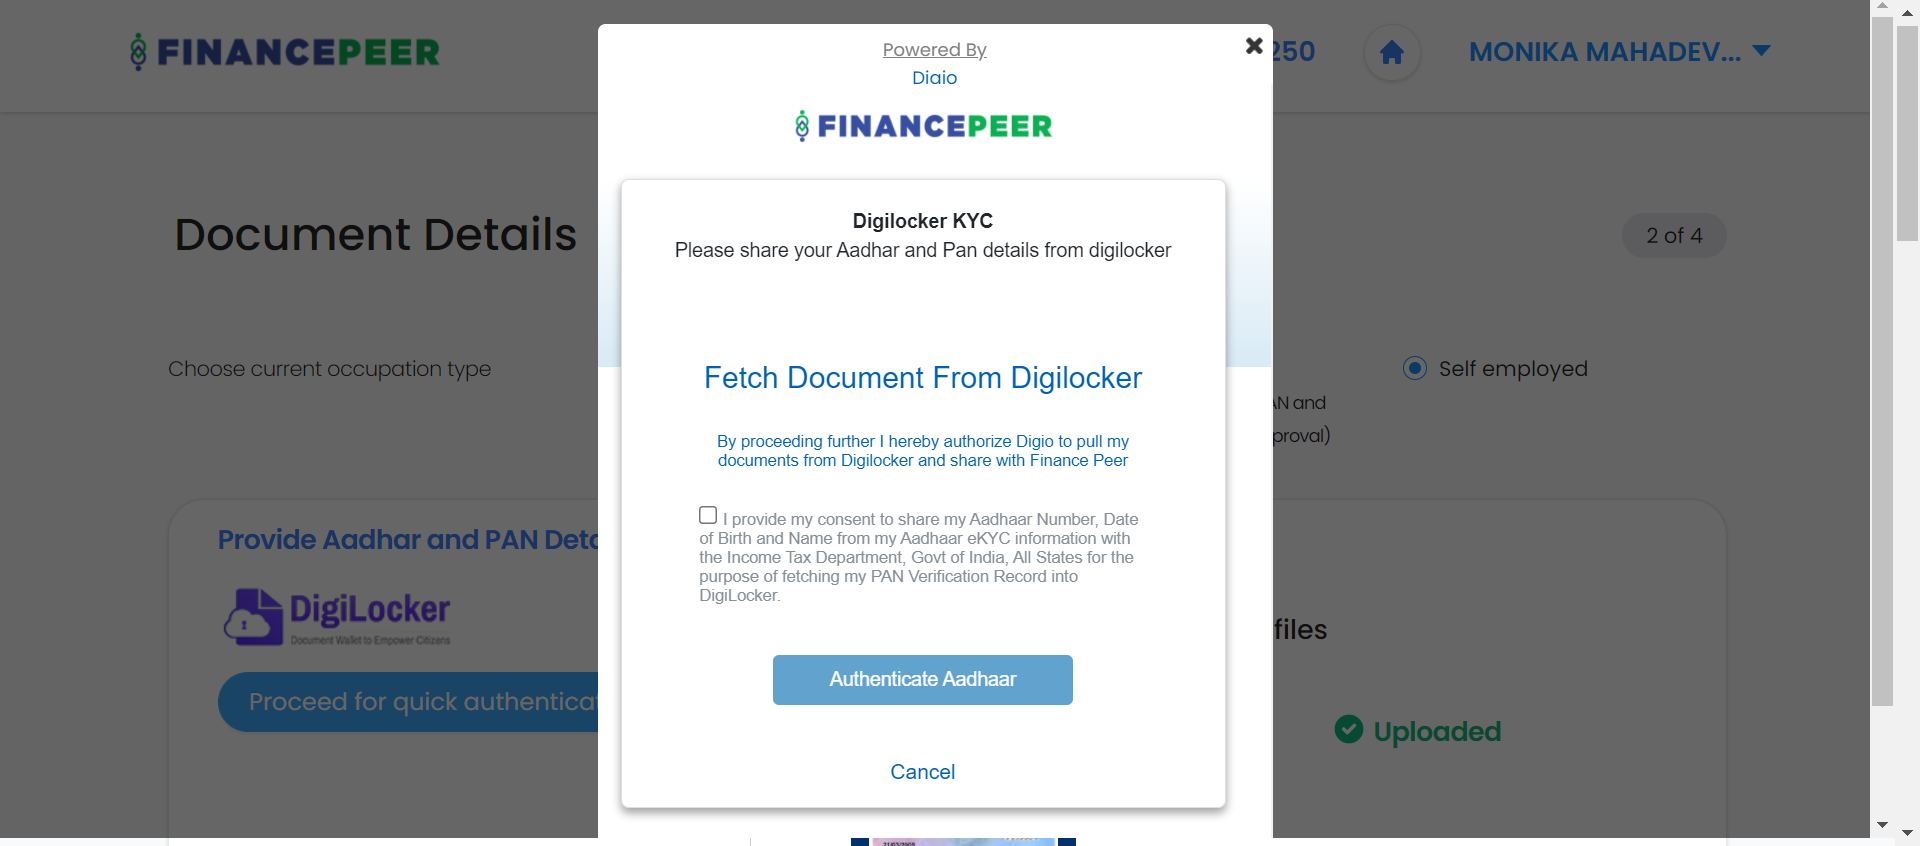 FINANCEPEER
250
MONIKA MAHADEV...
Powered By
FINANCEPEER
Document Details
2 of 4
Digilocker KYC
Please share your Aadhar and Pan details from digilocker
Choose current occupation type
Self employed
AN and
proval)
Fetch Document From Digilocker
By proceeding further I hereby authorize Digio to pull my
documents from Digilocker and share with Finance Peer
I provide my consent to share my Aadhaar Number, Date
of Birth and Name from my Aadhaar eKYC information with
the Income Tax Department, Govt of India, All States for the
purpose of fetching my PAN Verification Record into
DigiLocker.
Provide Aadhar and PAN Deta
DigiLocker
Document Wallet to Empower Citizens
Proceed for quick authenticat
files
Uploaded
Authenticate Aadhaar
Cancel